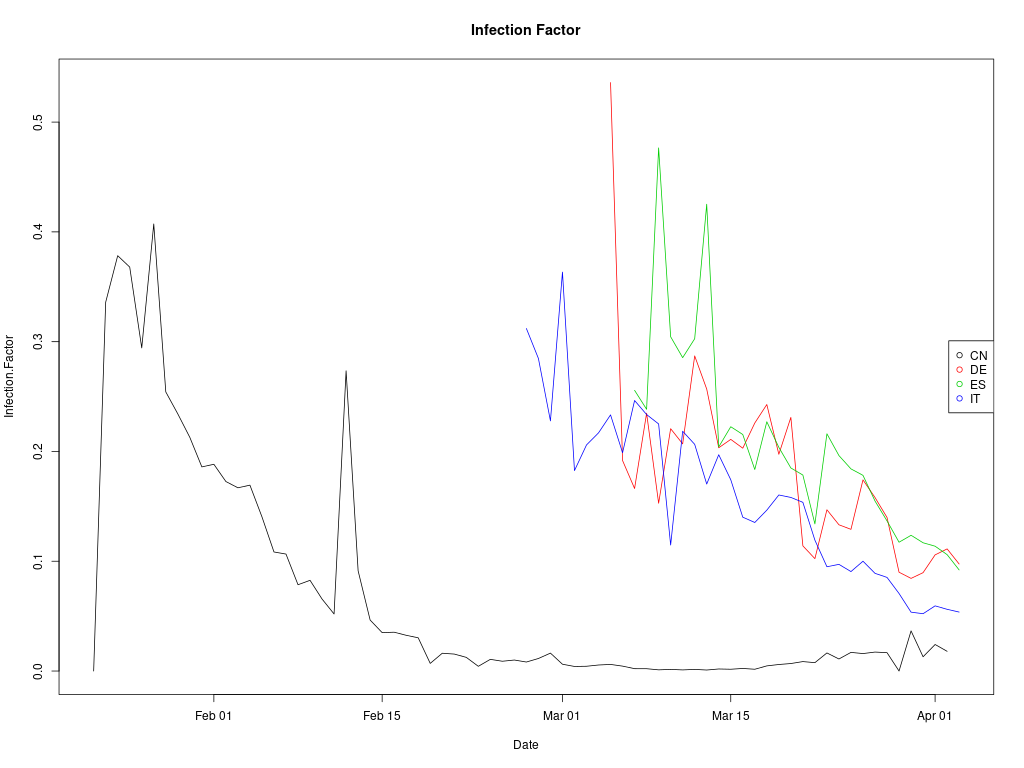 Infection Factor
Infection.Factor
0.5
0.4
0.3
0.2
0.1
0.0
CN
DE
ES
IT
Feb 01
Feb 15
Mar 01
Mar 15
Apr 01
Date